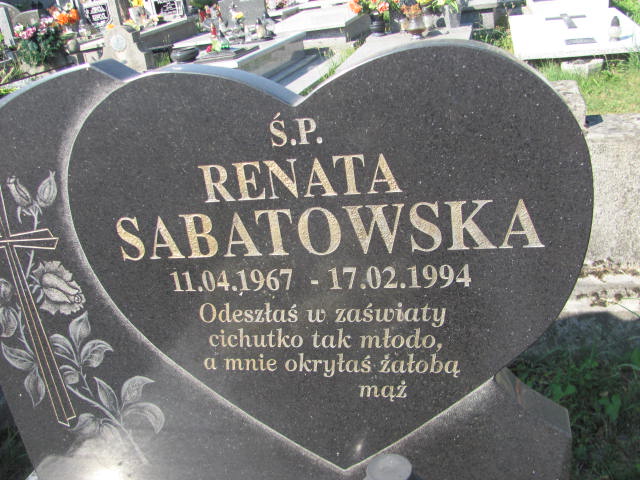 Ś.P.
RENATA
SABATOWSKA
11.04.1967 - 17.02.1994
Odeszłaś w zaświaty
cichutko tak młodo,
a mnie okryłaś żałobą
mąż